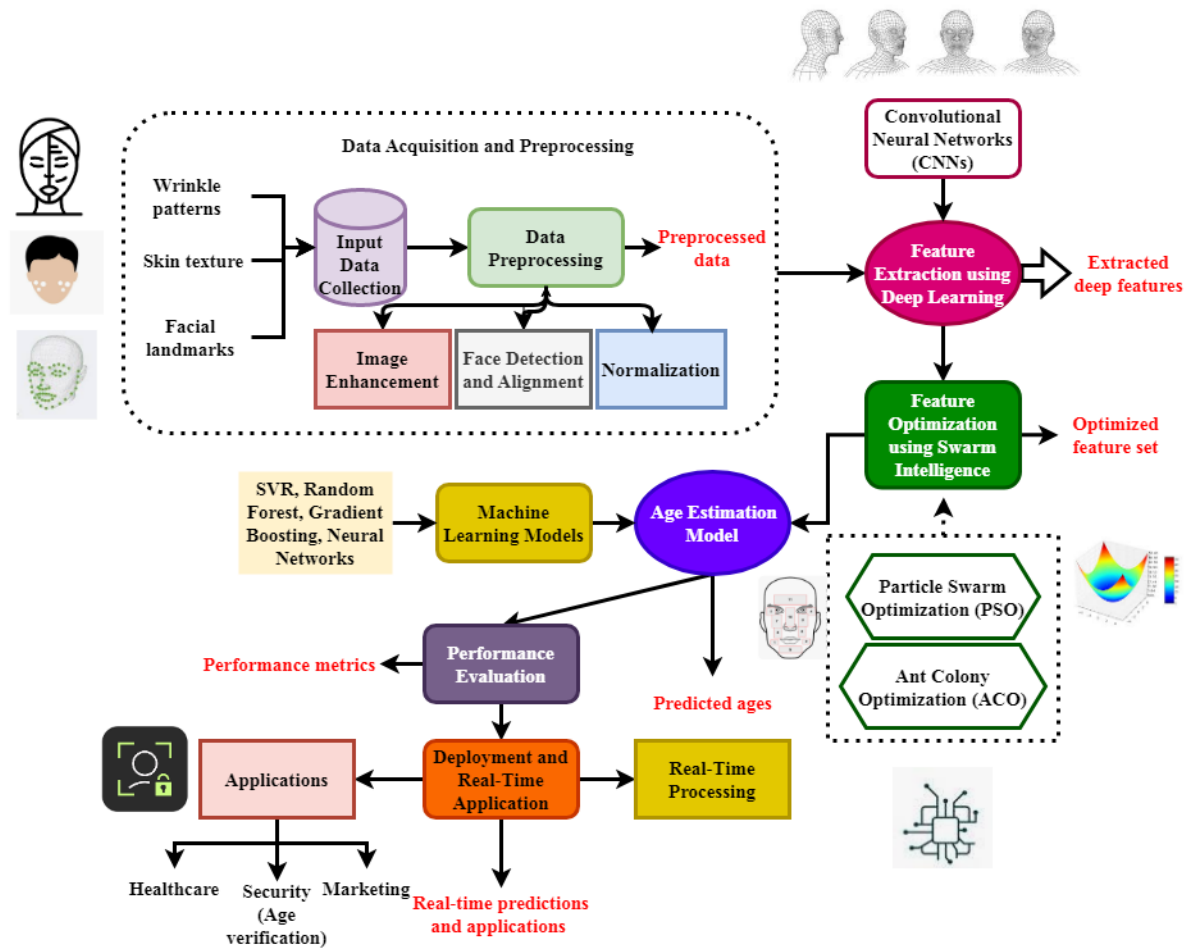 Convolutional
Neural Networks
(CNNs)
Data Acquisition and Preprocessing
Wrinkle
patterns
Skin texture
Facial
landmarks
Input
Data
Collection
Data
Preprocessing
Preprocessed
data
Image
Enhancement
Face Detection
and Alignment
Normalization
Feature
Extraction using
Deep Learning
Extracted
deep features
Feature
Optimization
using Swarm
Intelligence
Optimized
feature set
SVR, Random
Forest, Gradient
Boosting, Neural
Networks
Machine
Learning Models
Age Estimation
Model
Particle Swarm
Optimization (PSO)
Ant Colony
Optimization (ACO)
Performance metrics
Performance
Evaluation
Predicted ages
Applications
Deployment and
Real-Time
Application
Real-Time
Processing
Healthcare
Security
(Age
verification)
Marketing
Real-time predictions
and applications